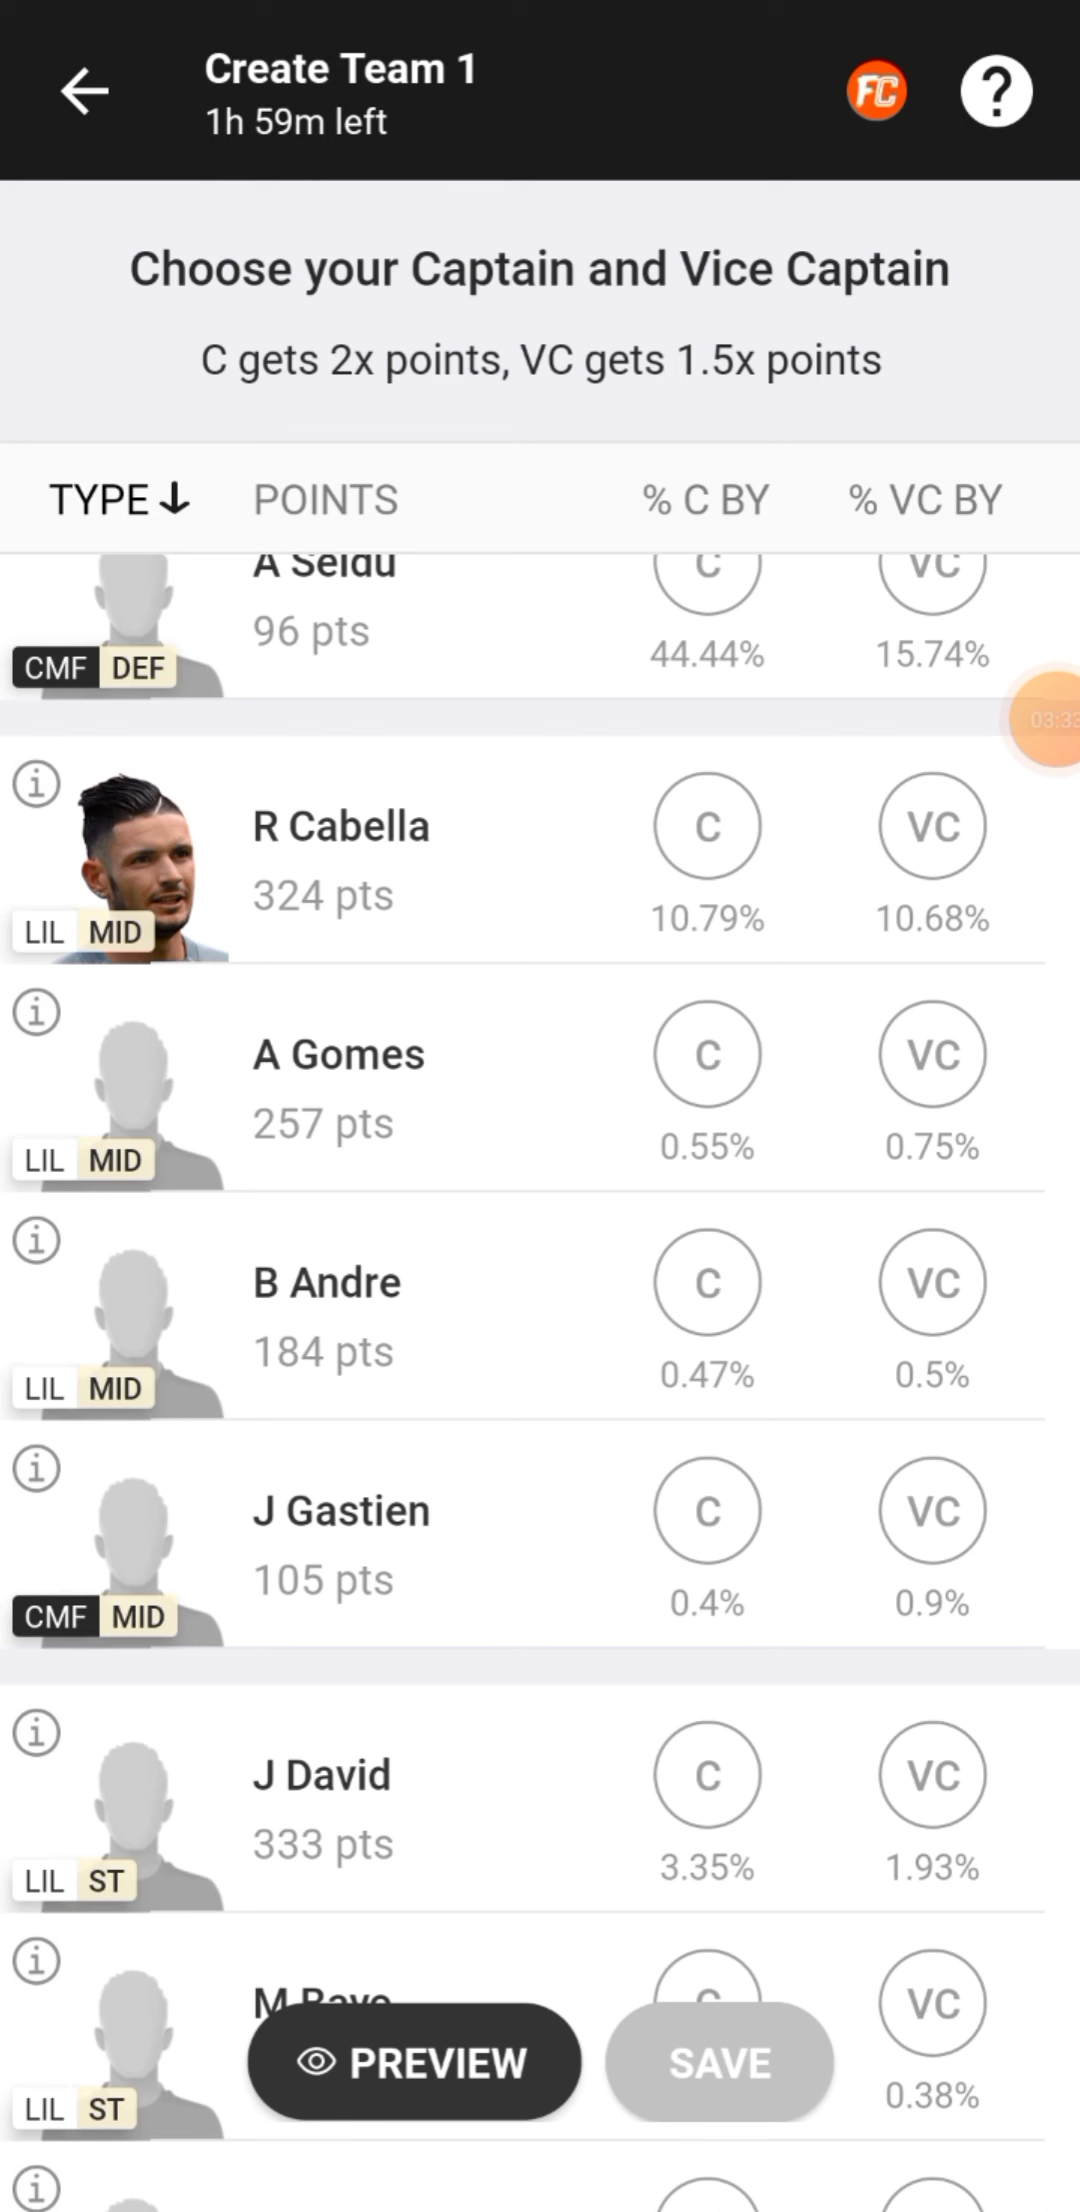 Create Team 1
1h 59m left
FC
?
Choose your Captain and Vice Captain
C gets 2x points, VC gets 1.5x points
TYPE POINTS % C BY % VC BY
A Seidu C VC
96 pts
44.44% 15.74%
CMF DEF
03:33
R Cabella C VC
324 pts
10.79% 10.68%
LIL MID
A Gomes C VC
257 pts
0.55% 0.75%
LIL MID
B Andre C VC
184 pts
0.47% 0.5%
LIL MID
J Gastien C VC
105 pts
0.4% 0.9%
CMF MID
J David C VC
333 pts
3.35% 1.93%
LIL ST
M C VC
PREVIEW SAVE
0.38%
LIL ST